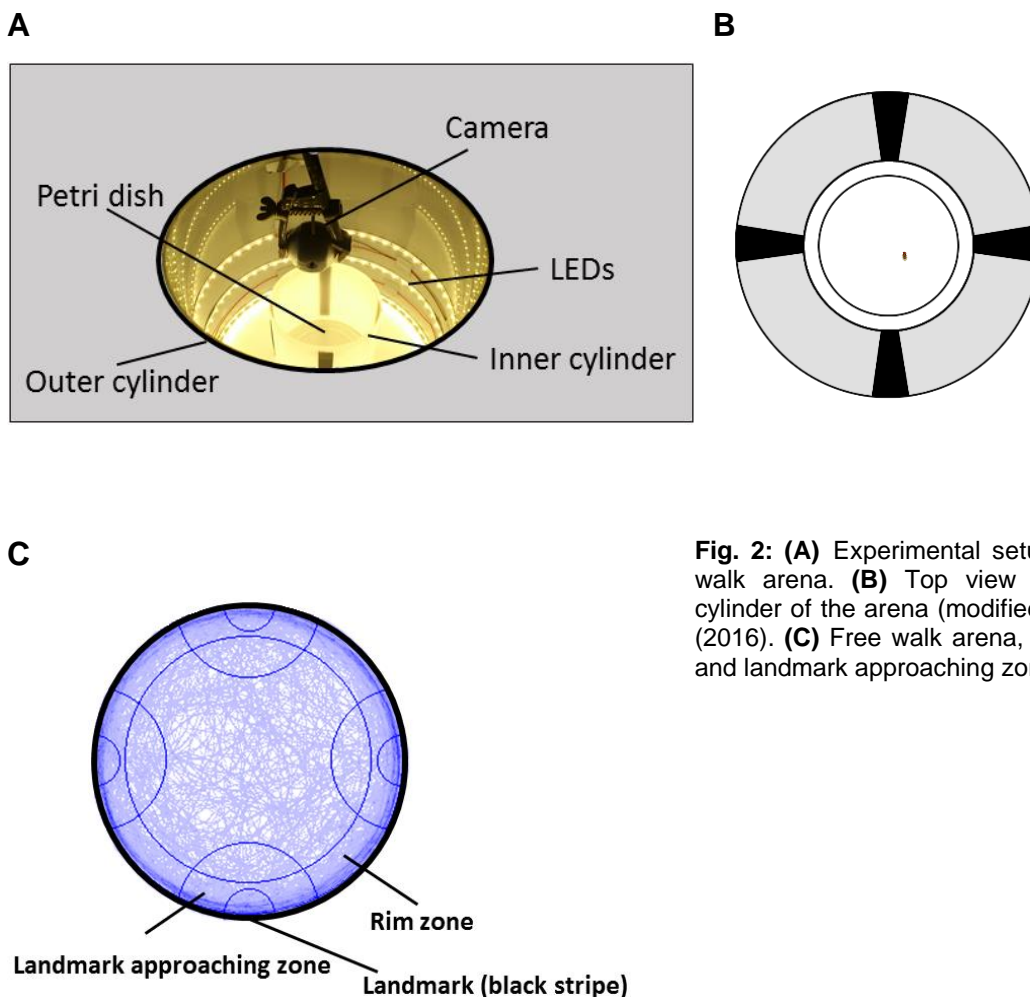 A
B
Camera
Petri dish
LEDs
Inner cylinder
Outer cylinder
C
Fig. 2: (A) Experimental setu
walk arena. (B) Top view
cylinder of the arena (modified
(2016). (C) Free walk arena,
and landmark approaching zo
Rim zone
Landmark approaching zone
Landmark (black stripe)